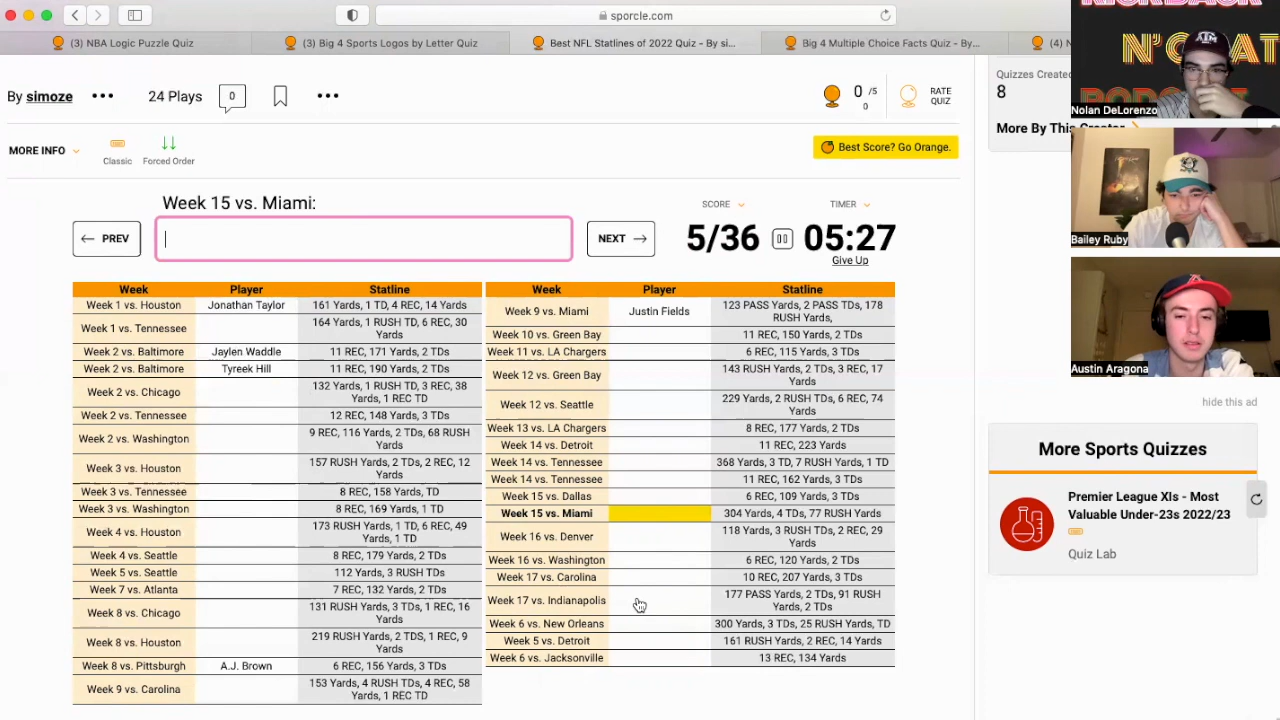 sporcle.com
(3) NBA Logic Puzzle Quiz
(3) Big 4 Sports Logos by Letter Quiz
Best NFL Statlines of 2022 Quiz - By si...
Big 4 Multiple Choice Facts Quiz - By...
By simoze
24 Plays
0
0 /5
0
RATE
QUIZ
MORE INFO
Classic
Forced Order
Best Score? Go Orange.
Week 15 vs. Miami:
PREV
NEXT
SCORE
TIMER
5/36
05:27
Give Up
Week Player Statline
Week 1 vs. Houston Jonathan Taylor 161 Yards, 1 TD, 4 REC, 14 Yards
Week 1 vs. Tennessee 164 Yards, 1 RUSH TD, 6 REC, 30
Yards
Week 2 vs. Baltimore Jaylen Waddle 11 REC, 171 Yards, 2 TDs
Week 2 vs. Baltimore Tyreek Hill 11 REC, 190 Yards, 2 TDs
Week 2 vs. Chicago 132 Yards, 1 RUSH TD, 3 REC, 38
Yards, 1 REC TD
Week 2 vs. Tennessee 12 REC, 148 Yards, 3 TDs
Week 2 vs. Washington 9 REC, 116 Yards, 2 TDs, 68 RUSH
Yards
Week 3 vs. Houston 157 RUSH Yards, 2 TDs, 2 REC, 12
Yards
Week 3 vs. Tennessee 8 REC, 158 Yards, TD
Week 3 vs. Washington 8 REC, 169 Yards, 1 TD
Week 4 vs. Houston 173 RUSH Yards, 1 TD, 6 REC, 49
Yards, 1 TD
Week 4 vs. Seattle 8 REC, 179 Yards, 2 TDs
Week 5 vs. Seattle 112 Yards, 3 RUSH TDs
Week 7 vs. Atlanta 7 REC, 132 Yards, 2 TDs
Week 8 vs. Chicago 131 RUSH Yards, 3 TDs, 1 REC, 16
Yards
Week 8 vs. Houston 219 RUSH Yards, 2 TDS, 1 REC, 9
Yards
Week 8 vs. Pittsburgh A.J. Brown 6 REC, 156 Yards, 3 TDs
Week 9 vs. Carolina 153 Yards, 4 RUSH TDs, 4 REC, 58
Yards, 1 REC TD
Week Player Statline
Week 9 vs. Miami Justin Fields 123 PASS Yards, 2 PASS TDs, 178
RUSH Yards,
Week 10 vs. Green Bay 11 REC, 150 Yards, 2 TDs
Week 11 vs. LA Chargers 6 REC, 115 Yards, 3 TDs
Week 12 vs. Green Bay 143 RUSH Yards, 2 TDs, 3 REC, 17
Yards
Week 12 vs. Seattle 229 Yards, 2 RUSH TDs, 6 REC, 74
Yards
Week 13 vs. LA Chargers 8 REC, 177 Yards, 2 TDs
Week 14 vs. Detroit 11 REC, 223 Yards
Week 14 vs. Tennessee 368 Yards, 3 TD, 7 RUSH Yards, 1 TD
Week 14 vs. Tennessee 11 REC, 162 Yards, 3 TDs
Week 15 vs. Dallas 6 REC, 109 Yards, 3 TDs
Week 15 vs. Miami 304 Yards, 4 TDs, 77 RUSH Yards
Week 16 vs. Denver 118 Yards, 3 RUSH TDs, 2 REC, 29
Yards
Week 16 vs. Washington 6 REC, 120 Yards, 2 TDs
Week 17 vs. Carolina 10 REC, 207 Yards, 3 TDs
Week 17 vs. Indianapolis 177 PASS Yards, 2 TDs, 91 RUSH
Yards, 2 TDs
Week 6 vs. New Orleans 300 Yards, 3 TDs, 25 RUSH Yards, TD
Week 5 vs. Detroit 161 RUSH Yards, 2 REC, 14 Yards
Week 6 vs. Jacksonville 13 REC, 134 Yards
Quizzes Created
8
More By This Creator
hide this ad
More Sports Quizzes
Premier League XIs - Most
Valuable Under-23s 2022/23
Quiz Lab
N'
Nolan DeLorenzo
Bailey Ruby
Austin Aragona